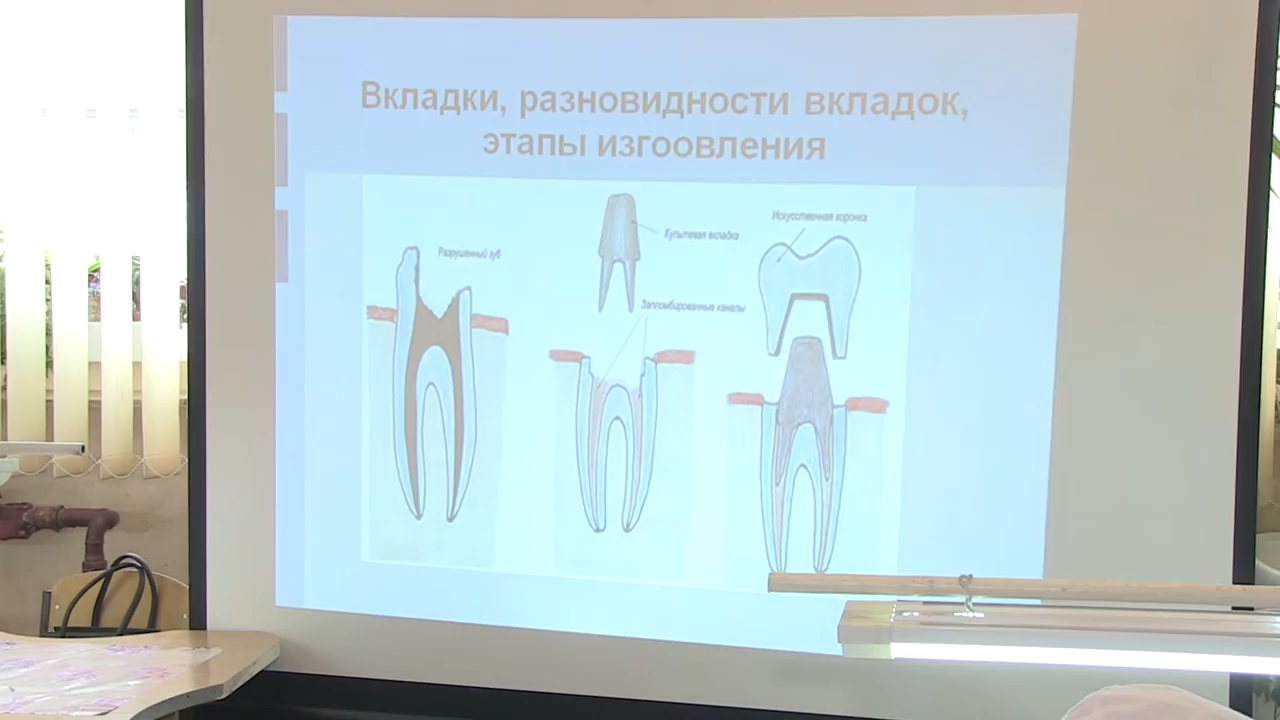 Вкладки, разновидности вкладок,
этапы изгоовления
Искусственная коронка
Культевая вкладка
Разрушенный зуб
Запломбированные каналы